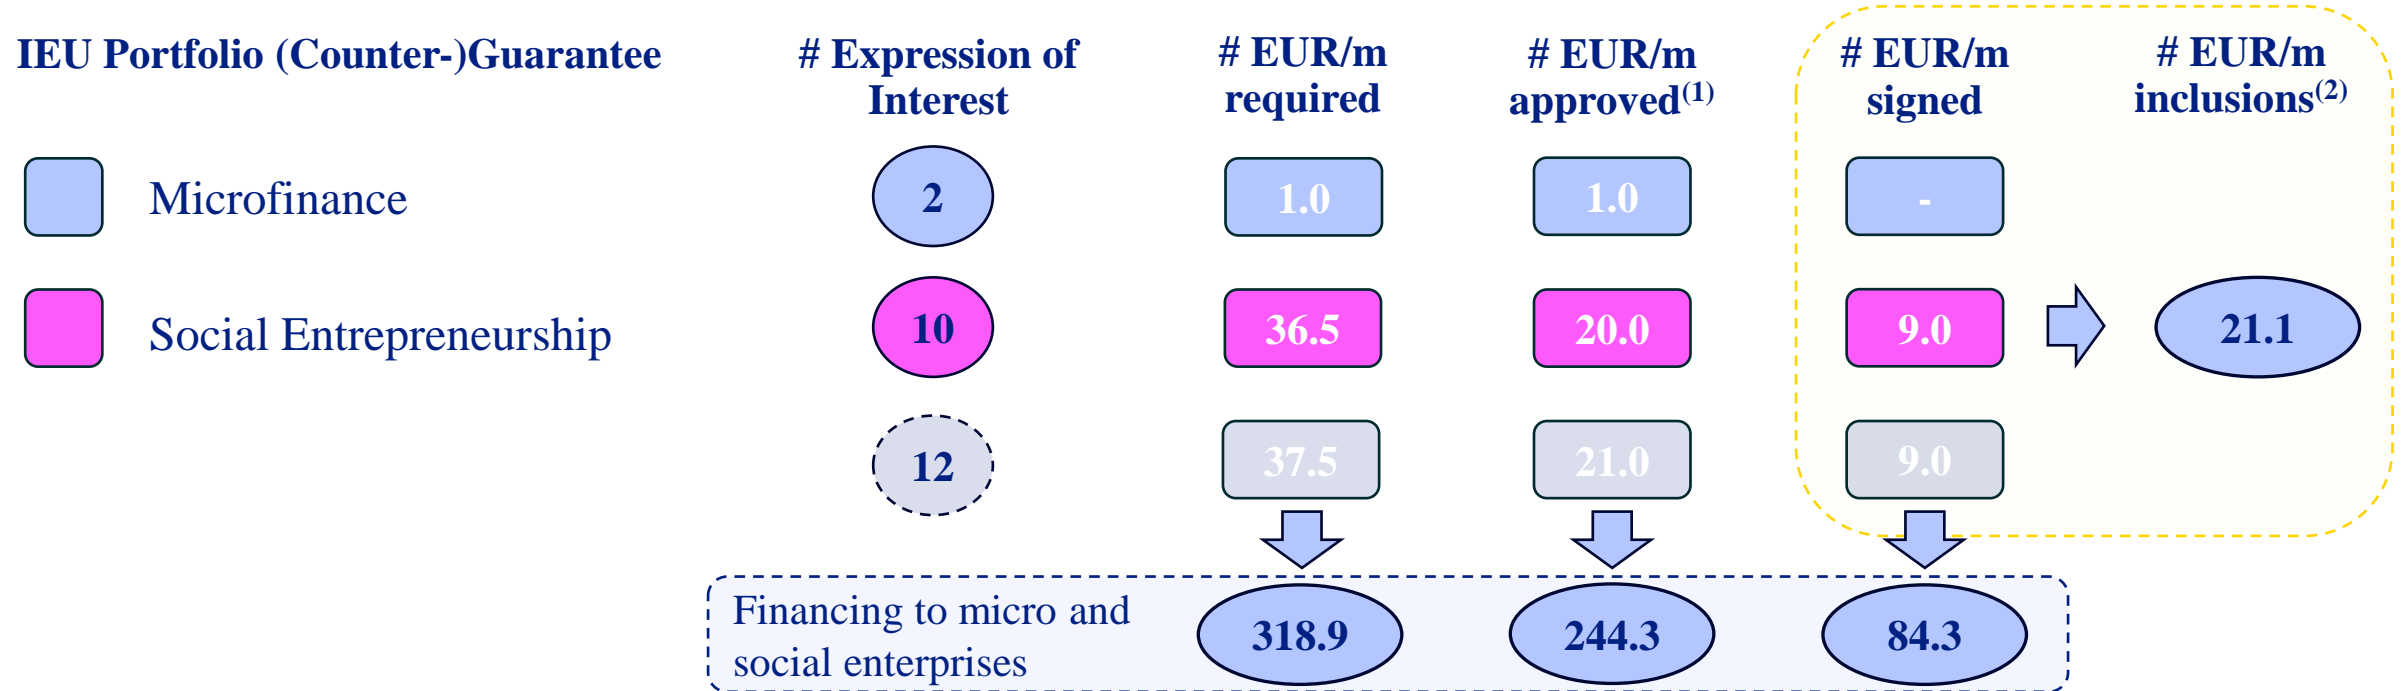 IEU Portfolio (Counter-)Guarantee
# Expression of
Interest
# EUR/m
required
# EUR/m
approved(1)
# EUR/m
signed
# EUR/m
inclusions(2)
Microfinance
2
1.0
1.0
-
Social Entrepreneurship
10
36.5
20.0
9.0
21.1
12
37.5
21.0
9.0
Financing to micro and
social enterprises
318.9
244.3
84.3